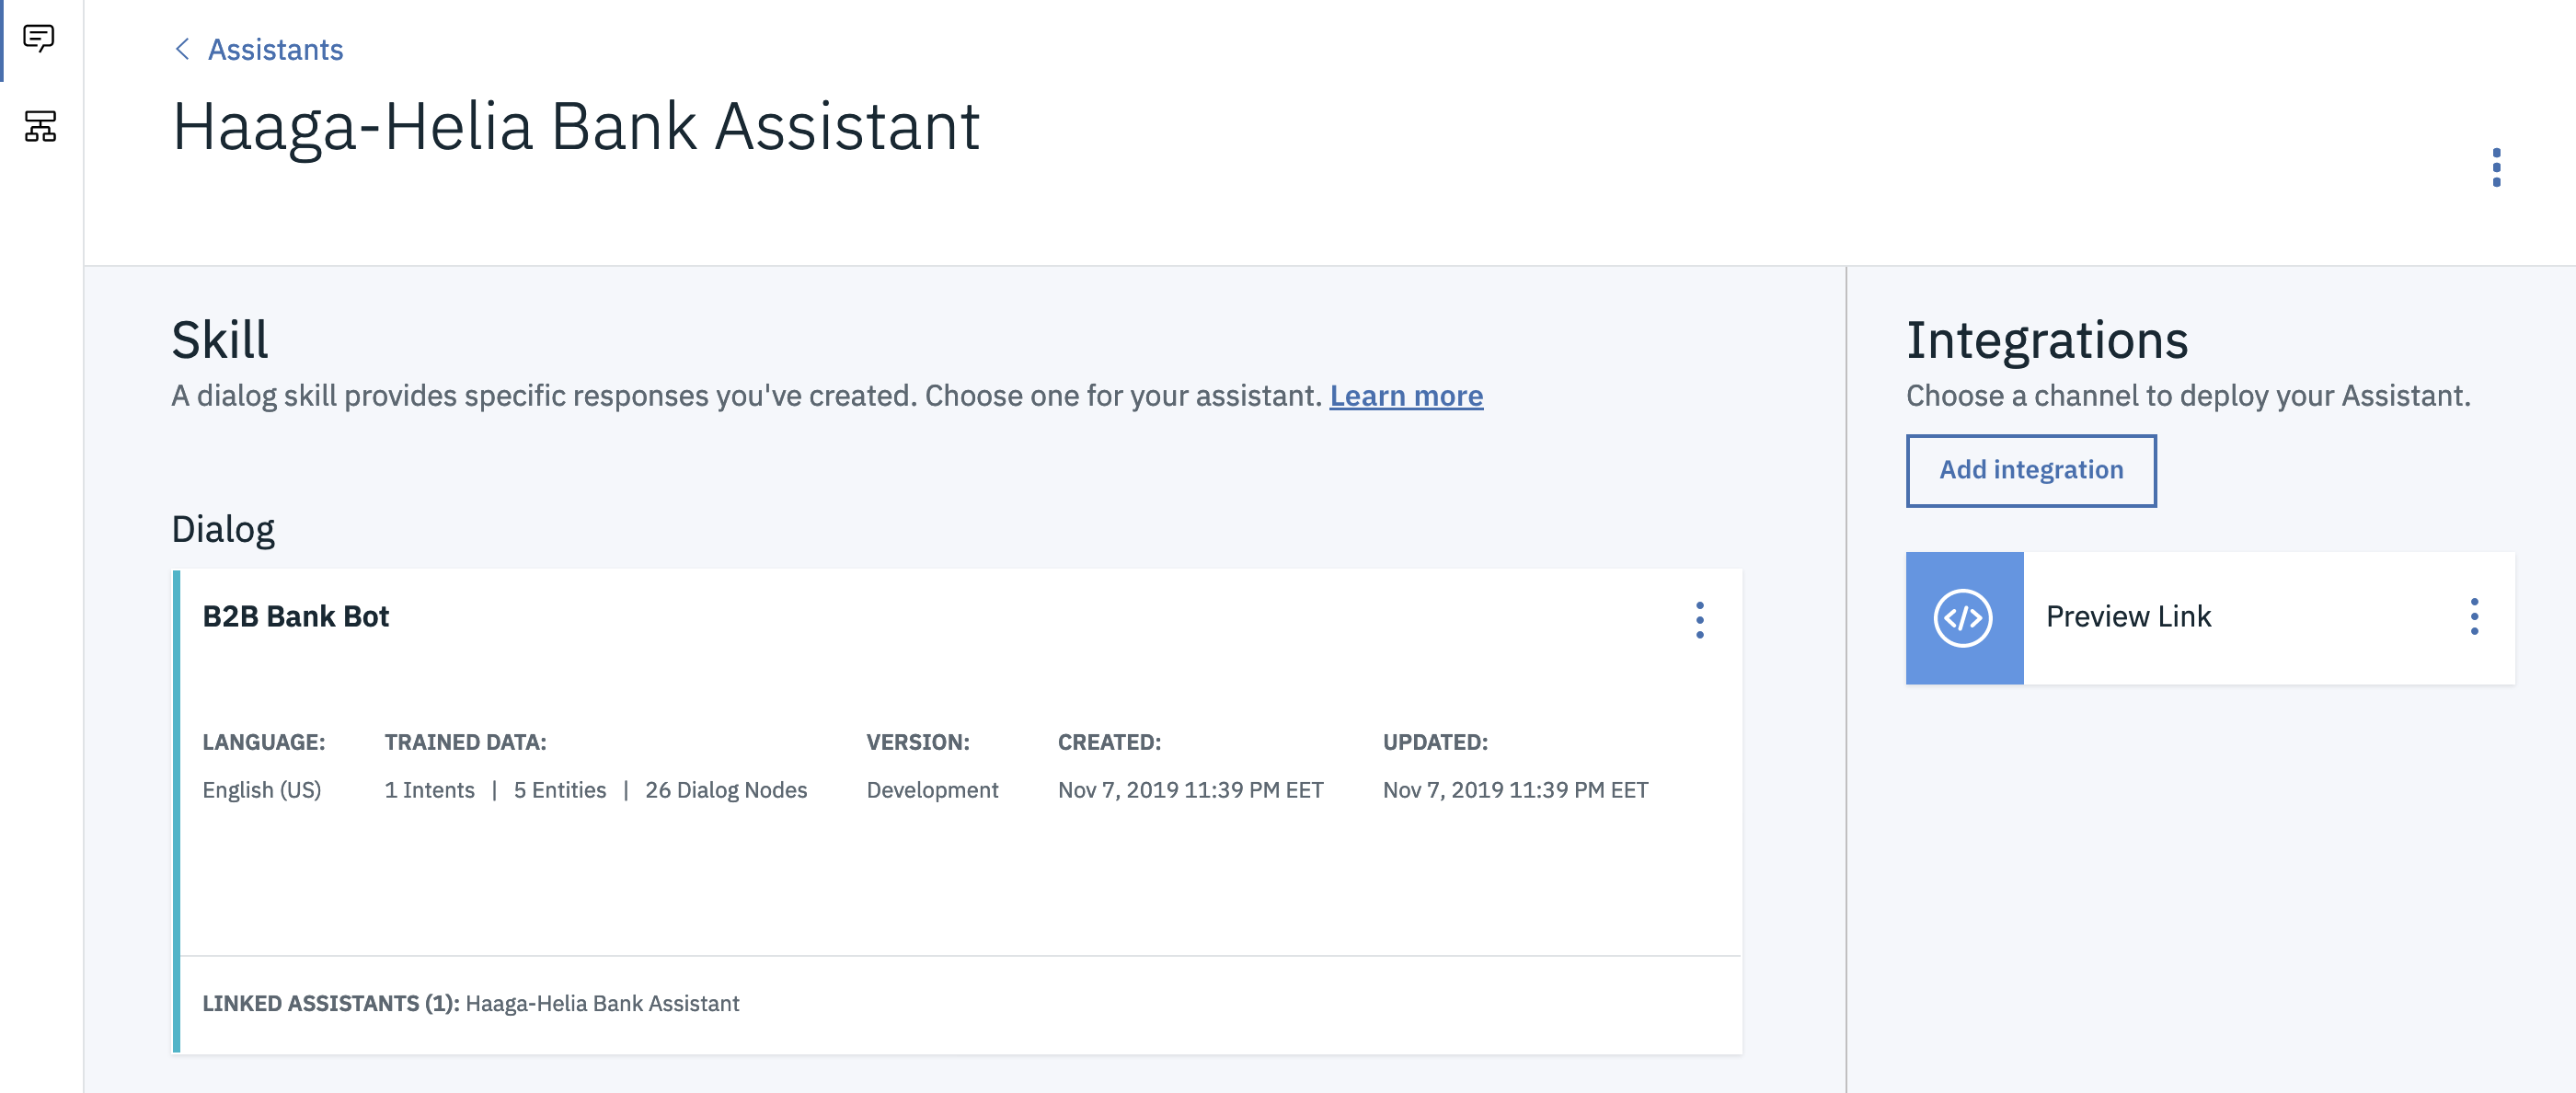 Assistants
Haaga-Helia Bank Assistant
Skill
A dialog skill provides specific responses you've created. Choose one for your assistant. Learn more
Dialog
B2B Bank Bot
LANGUAGE: TRAINED DATA: VERSION: CREATED: UPDATED:
English (US) 1 Intents | 5 Entities | 26 Dialog Nodes Development Nov 7, 2019 11:39 PM EET Nov 7, 2019 11:39 PM EET
LINKED ASSISTANTS (1): Haaga-Helia Bank Assistant
Integrations
Choose a channel to deploy your Assistant.
Add integration
Preview Link